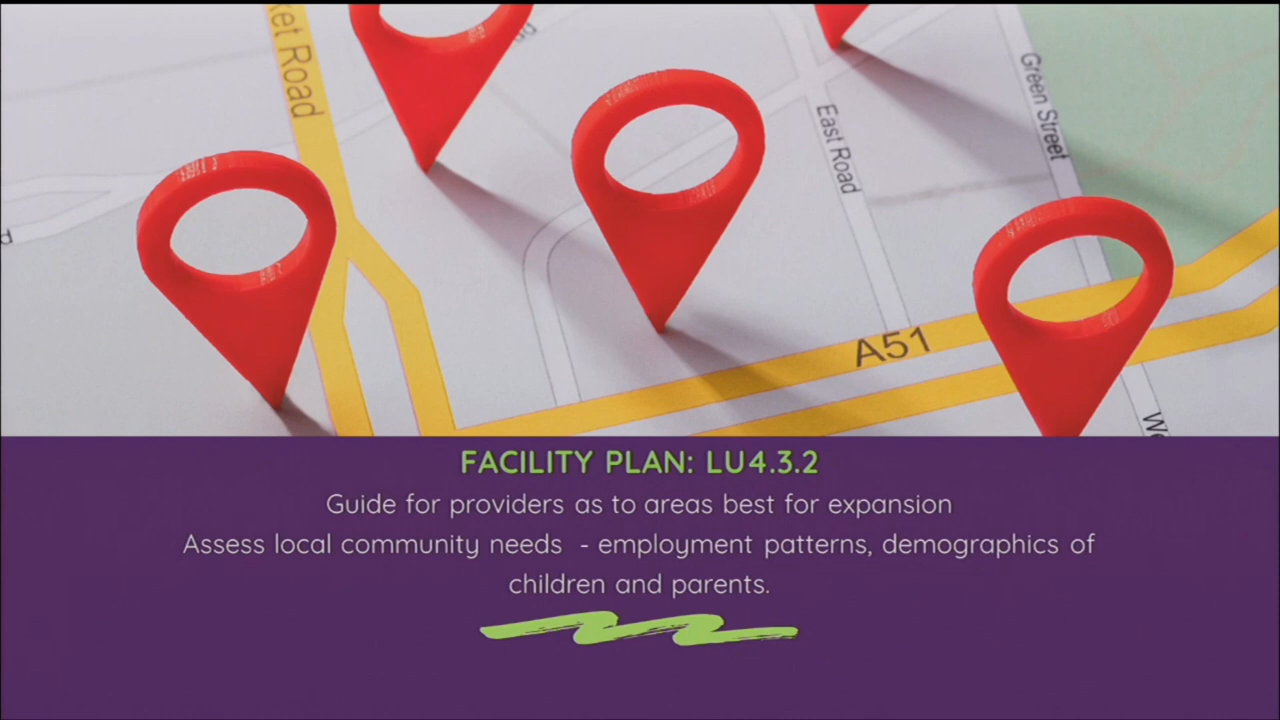 ket Road
East Road
Green Street
A51
FACILITY PLAN: LU4.3.2
Guide for providers as to areas best for expansion
Assess local community needs  - employment patterns, demographics of
children and parents.